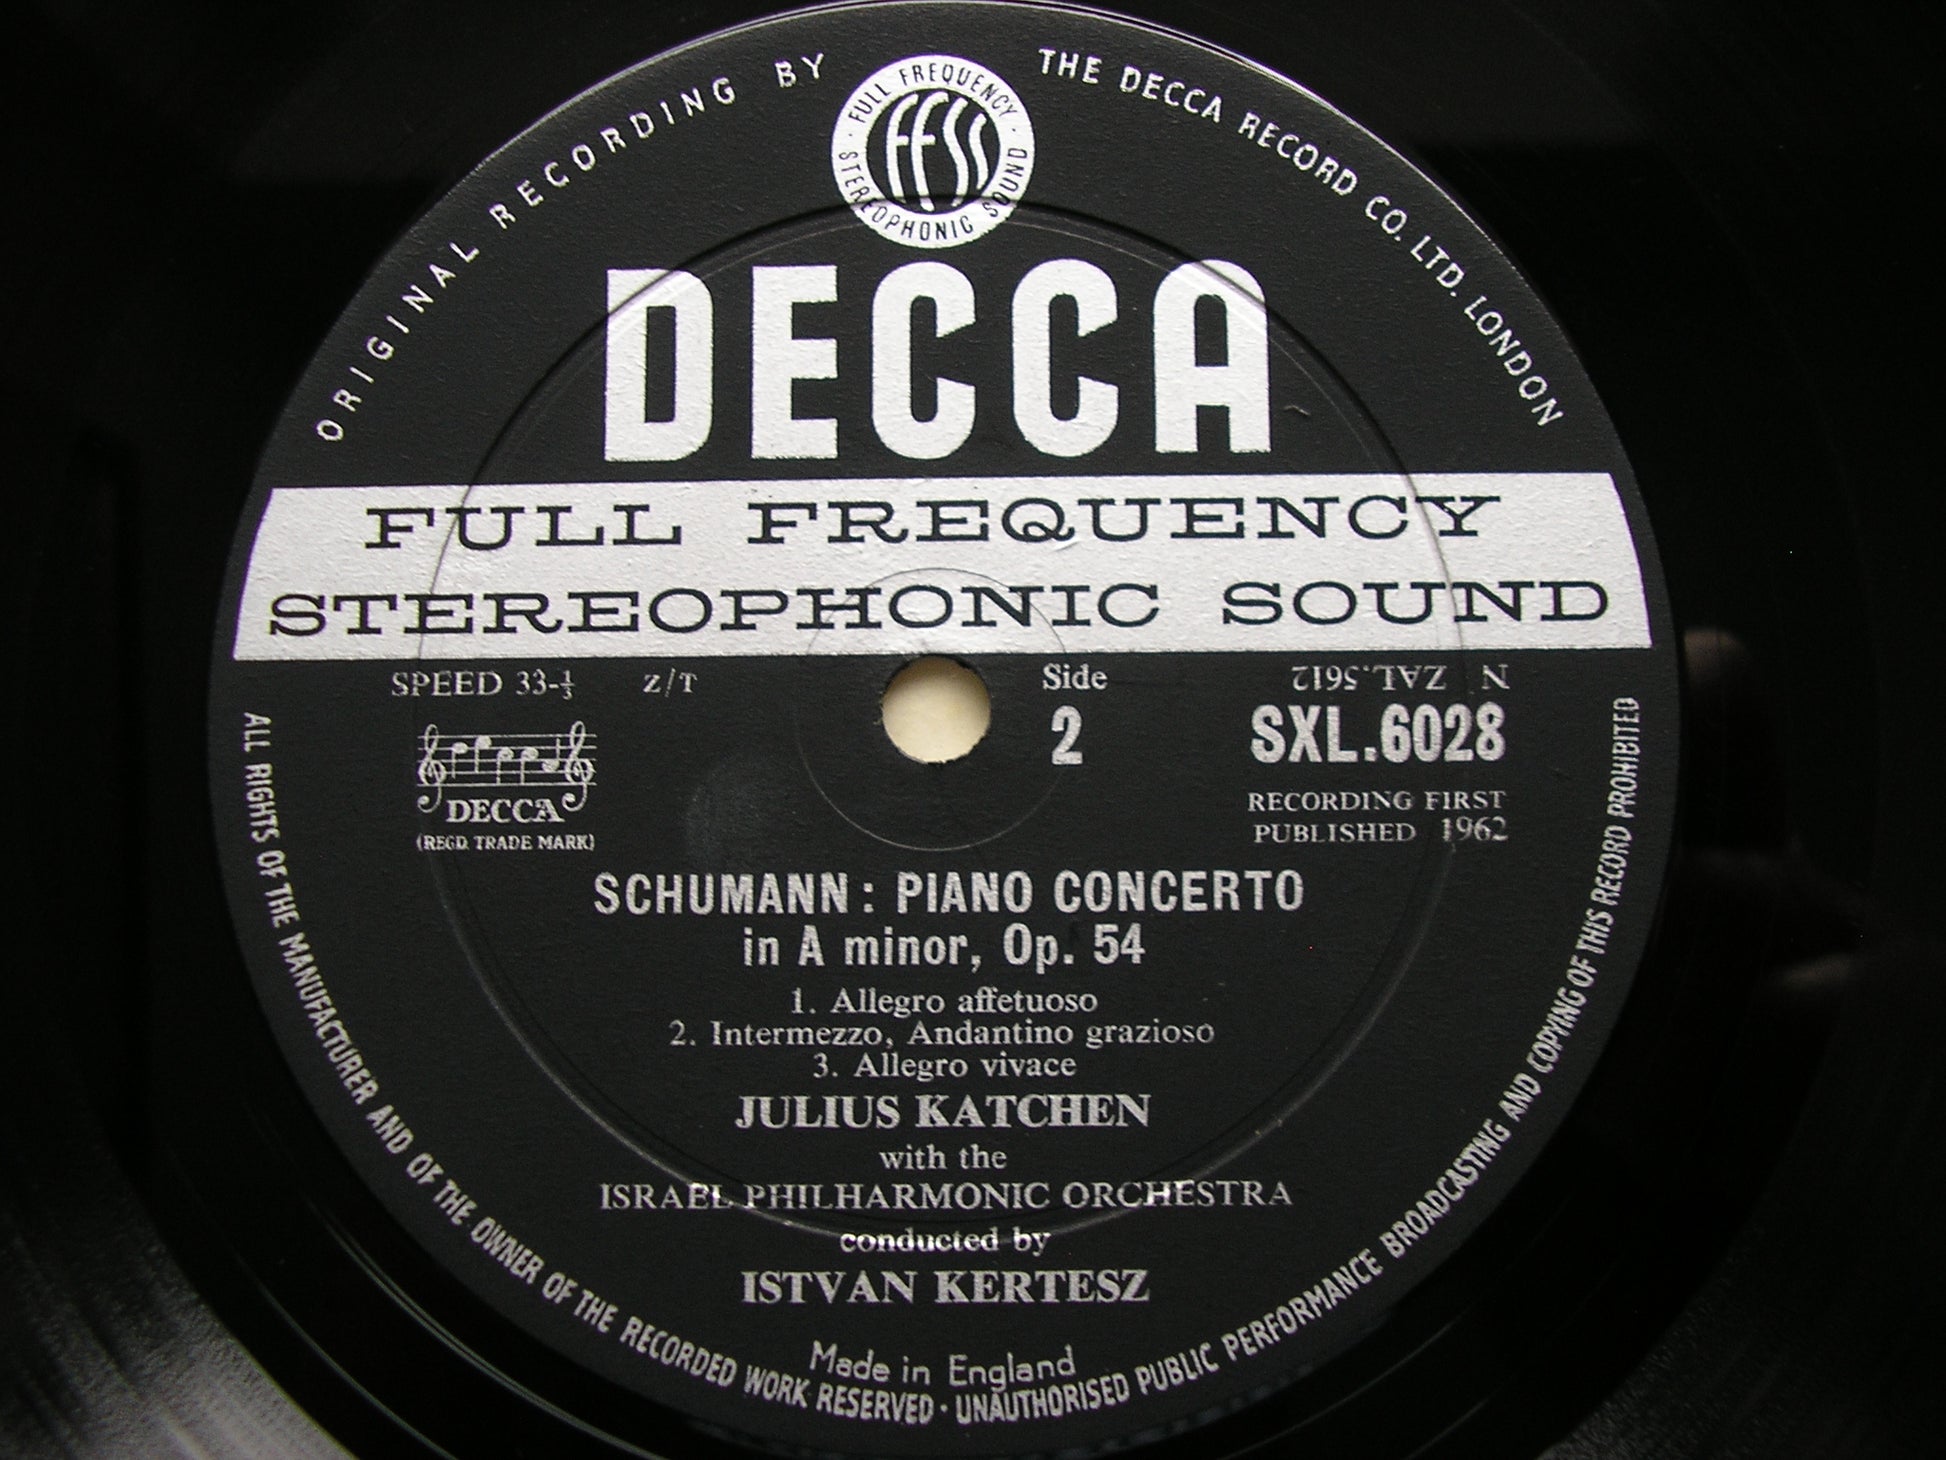 ORIGINAL RECORDING BY THE DECCA RECORD CO. LTD. LONDON
· FULL FREQUENCY · STEREOPHONIC SOUND
FFSS
DECCA
FULL FREQUENCY
STEREOPHONIC SOUND
SPEED 33-⅓ Z/T
Side
2
N ZAL.5612
SXL.6028
RECORDING FIRST
PUBLISHED 1962
DECCA
(REGD. TRADE MARK)
SCHUMANN : PIANO CONCERTO
in A minor, Op. 54
1. Allegro affetuoso
2. Intermezzo, Andantino grazioso
3. Allegro vivace
JULIUS KATCHEN
with the
ISRAEL PHILHARMONIC ORCHESTRA
conducted by
ISTVAN KERTESZ
Made in England
ALL RIGHTS OF THE MANUFACTURER AND OF THE OWNER OF THE RECORDED WORK RESERVED · UNAUTHORISED PUBLIC PERFORMANCE BROADCASTING AND COPYING OF THIS RECORD PROHIBITED